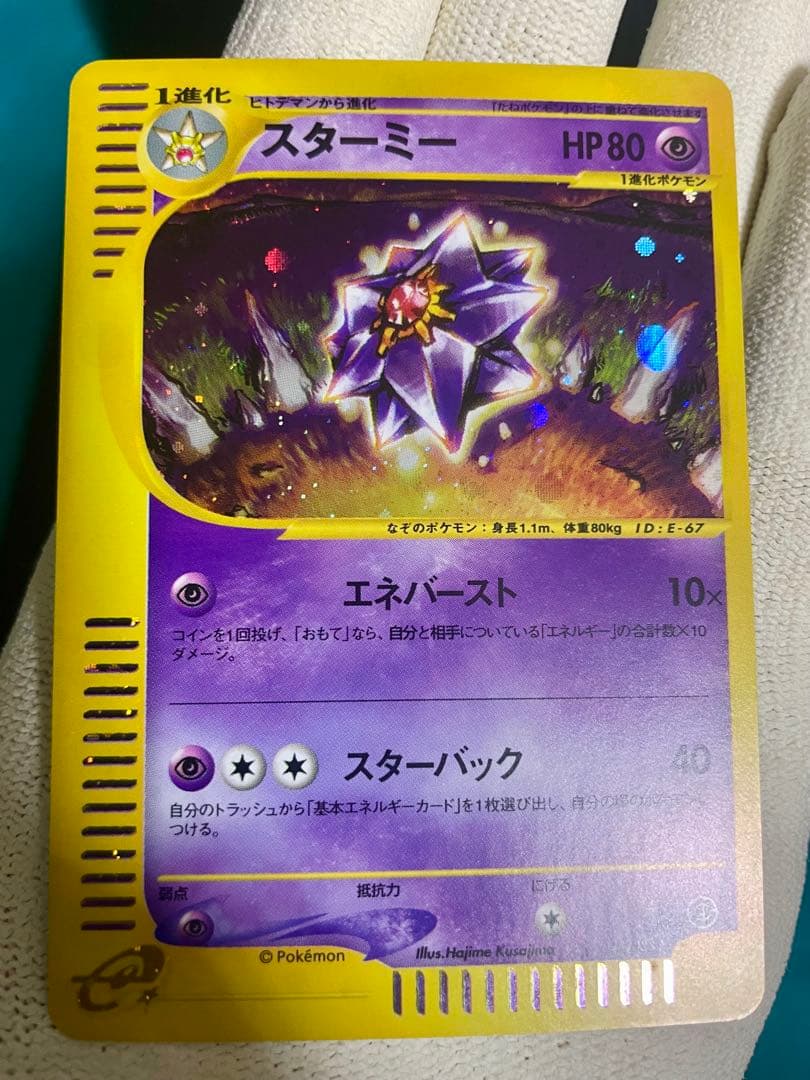 1進化
ヒトデマンから進化
「たねポケモン」の上に重ねて進化させます
スターミー
HP80
1進化ポケモン
なぞのポケモン：身長1.1m、体重80kg ID:E-67
エネバースト 10×
コインを1回投げ、「おもて」なら、自分と相手についている「エネルギー」の合計数×10
ダメージ。
スターバック 40
自分のトラッシュから「基本エネルギーカード」を1枚選び出し、自分の場の
つける。
弱点
抵抗力
にげる
© Pokémon
Illus.Hajime Kusajima
e